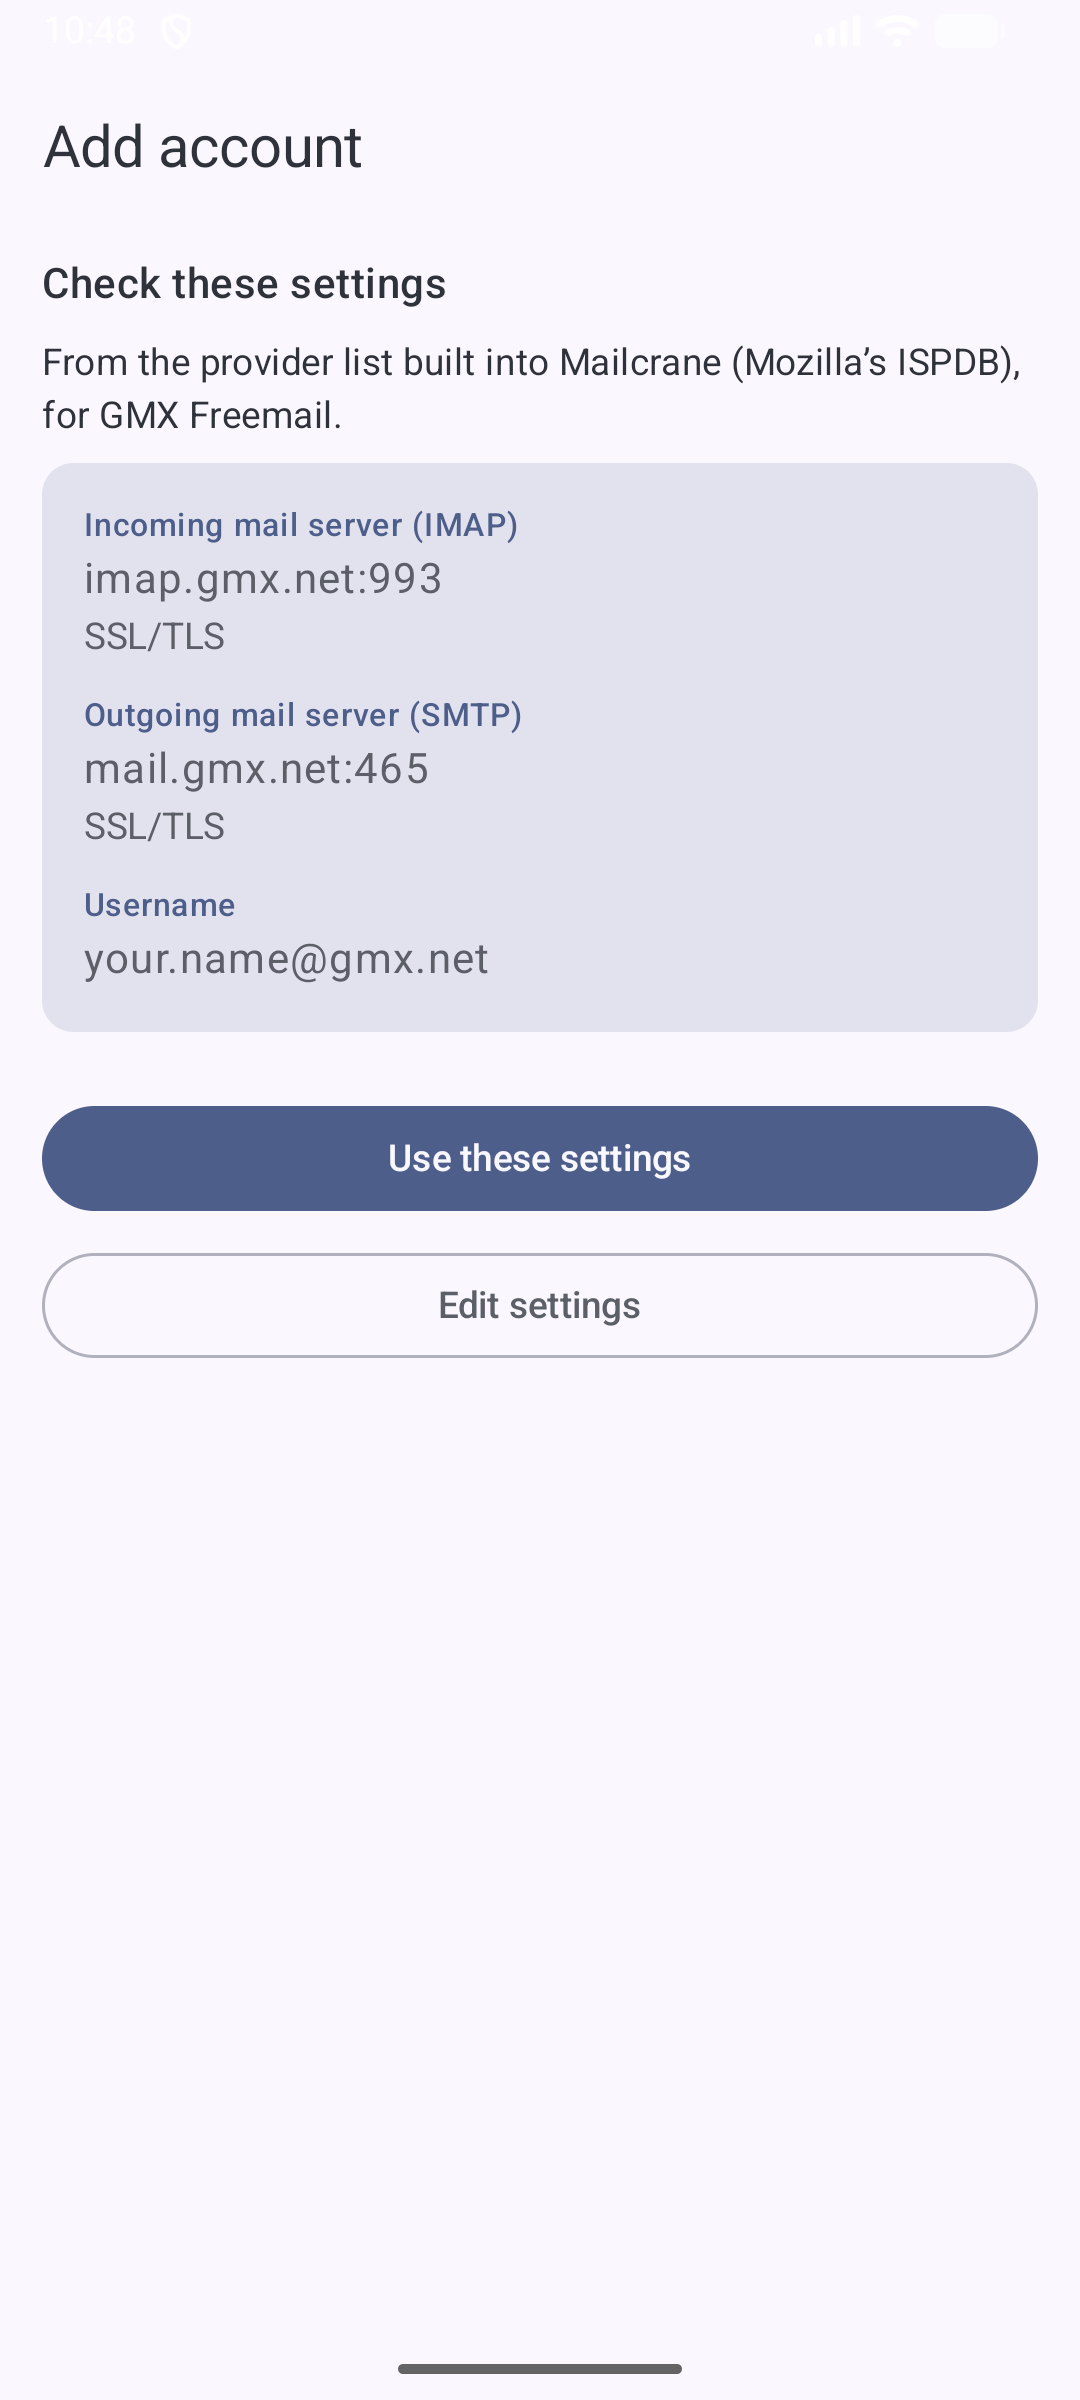 10:48
Add account
Check these settings
From the provider list built into Mailcrane (Mozilla’s ISPDB),
for GMX Freemail.
Incoming mail server (IMAP)
imap.gmx.net:993
SSL/TLS
Outgoing mail server (SMTP)
mail.gmx.net:465
SSL/TLS
Username
your.name@gmx.net
Use these settings
Edit settings